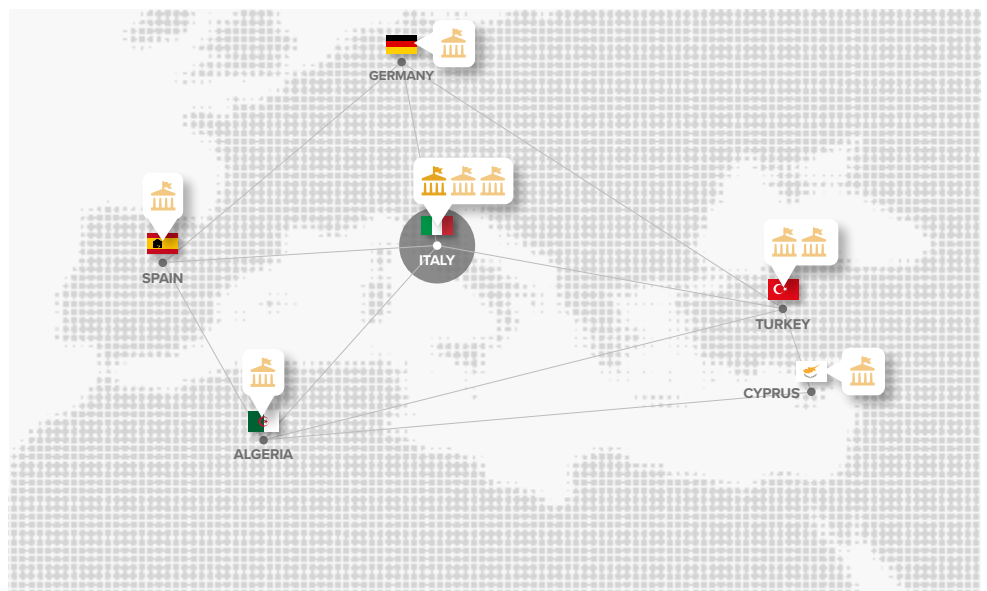 GERMANY
ITALY
SPAIN
TURKEY
CYPRUS
ALGERIA